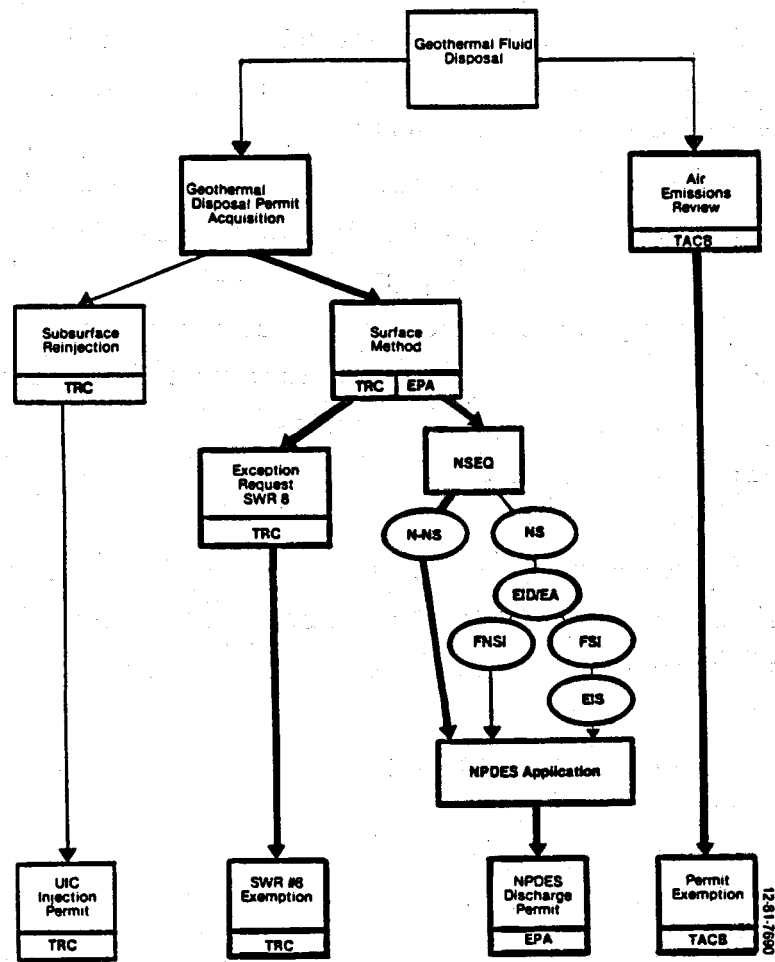 Geothermal Fluid
Disposal
Geothermal
Disposal Permit
Acquisition
Air
Emissions
Review
TACB
Subsurface
Reinjection
TRC
Surface
Method
TRC
EPA
Exception
Request
SWR 8
TRC
NSEQ
N-NS
NS
EID/EA
FNSI
FSI
EIS
NPDES Application
UIC
Injection
Permit
TRC
SWR #8
Exemption
TRC
NPDES
Discharge
Permit
EPA
Permit
Exemption
TACB
12-81-7690